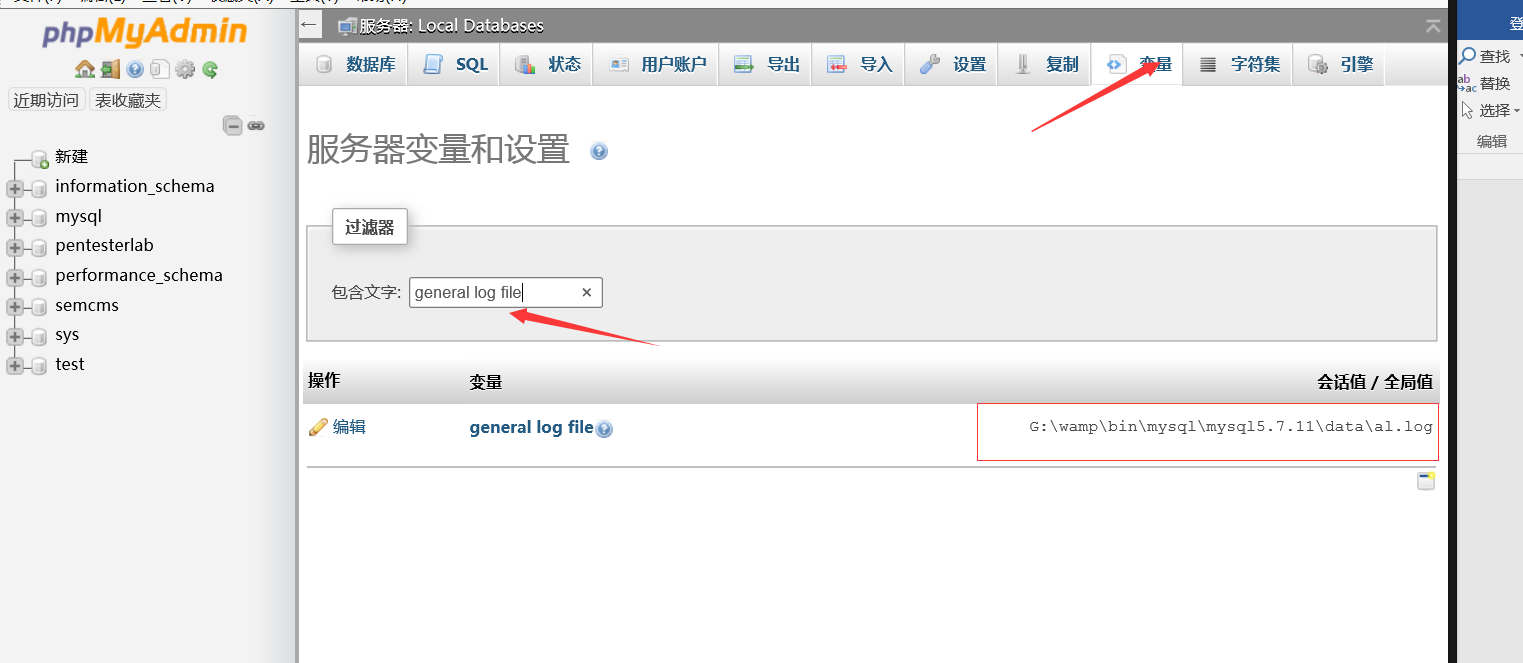 phpMyAdmin
近期访问 表收藏夹
新建
information_schema
mysql
pentesterlab
performance_schema
semcms
sys
test
服务器: Local Databases
数据库 SQL 状态 用户账户 导出 导入 设置 复制 变量 字符集 引擎
服务器变量和设置
过滤器
包含文字: general log file ×
操作 变量 会话值 / 全局值
编辑 general log file G:\wamp\bin\mysql\mysql5.7.11\data\al.log
登
查找
替换
选择
编辑